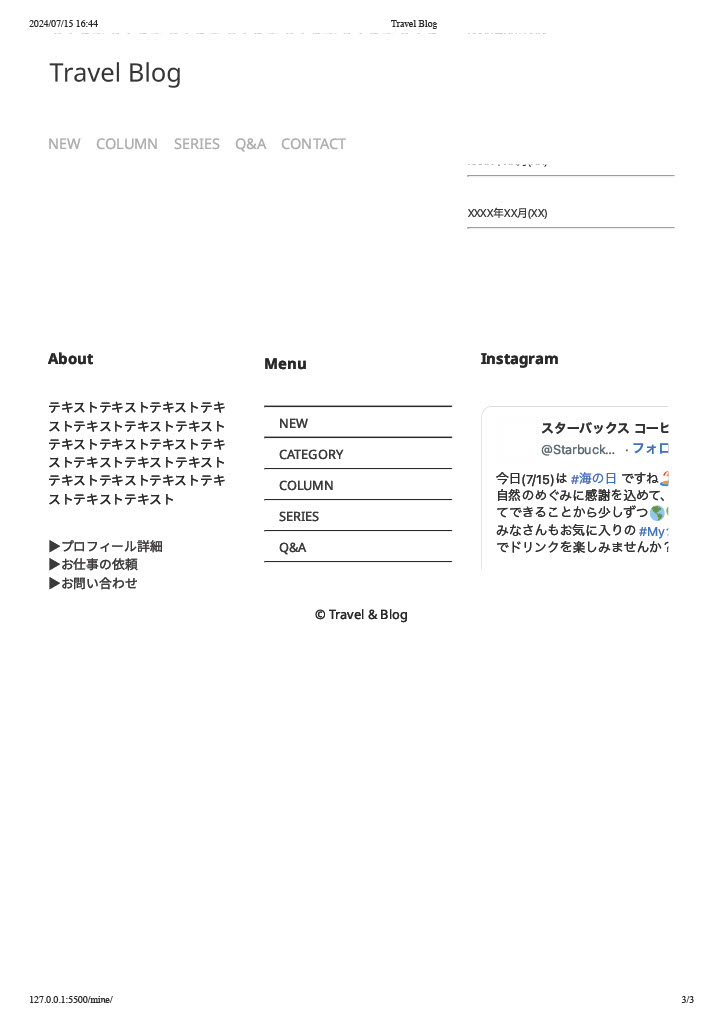 2024/07/15 16:44
Travel Blog
Travel Blog
NEW COLUMN SERIES Q&A CONTACT
XXXX年XX月(XX)
About
テキストテキストテキストテキ
ストテキストテキストテキスト
テキストテキストテキストテキ
ストテキストテキストテキスト
テキストテキストテキストテキ
ストテキストテキスト
▶プロフィール詳細
▶お仕事の依頼
▶お問い合わせ
Menu
NEW
CATEGORY
COLUMN
SERIES
Q&A
Instagram
スターバックス コーヒ
@Starbuck... · フォロ
今日(7/15)は #海の日 ですね🏖
自然のめぐみに感謝を込めて、
てできることから少しずつ🌎
みなさんもお気に入りの #My
でドリンクを楽しみませんか?
© Travel & Blog
127.0.0.1:5500/mine/
3/3